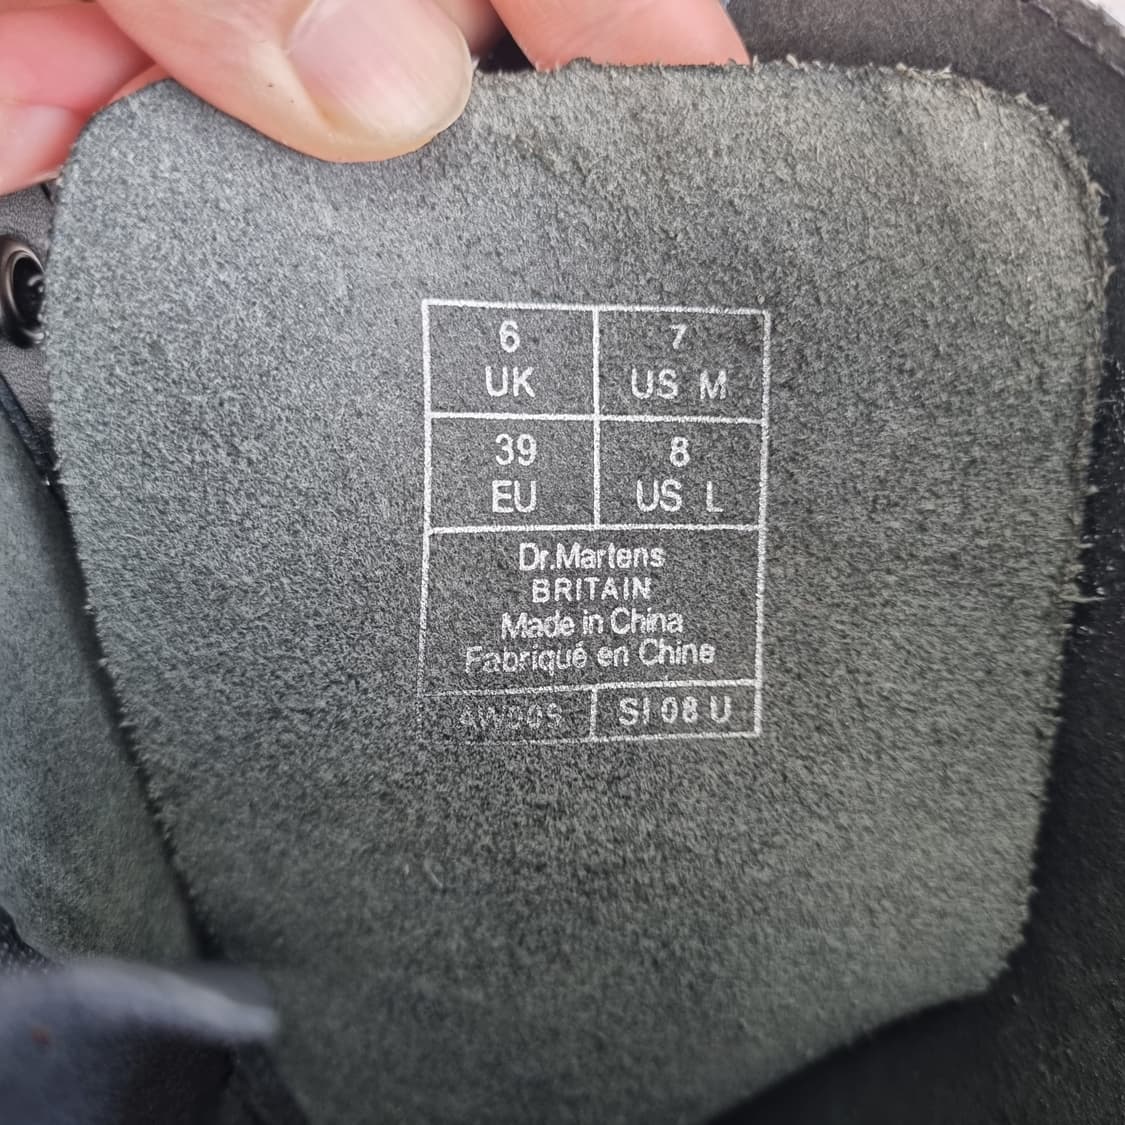 6
UK
7
US M
39
EU
8
US L
Dr.Martens
BRITAIN
Made in China
Fabriqué en Chine
SI 08 U